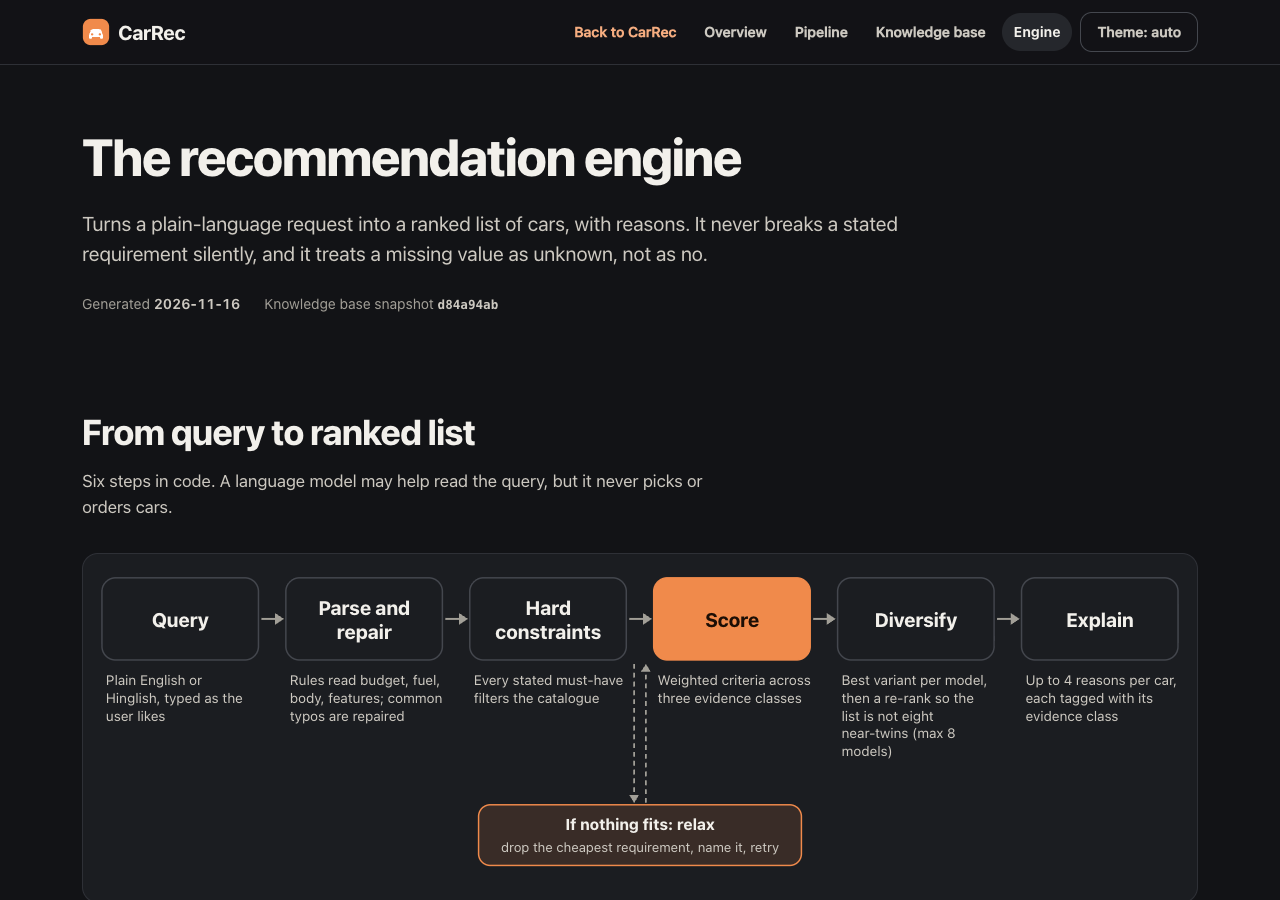 CarRec
Back to CarRec
Overview
Pipeline
Knowledge base
Engine
Theme: auto
The recommendation engine
Turns a plain-language request into a ranked list of cars, with reasons. It never breaks a stated
requirement silently, and it treats a missing value as unknown, not as no.
Generated 2026-11-16 Knowledge base snapshot d84a94ab
From query to ranked list
Six steps in code. A language model may help read the query, but it never picks or
orders cars.
Query
Plain English or
Hinglish, typed as the
user likes
Parse and
repair
Rules read budget, fuel,
body, features; common
typos are repaired
Hard
constraints
Every stated must-have
filters the catalogue
Score
Weighted criteria across
three evidence classes
Diversify
Best variant per model,
then a re-rank so the
list is not eight
near-twins (max 8
models)
Explain
Up to 4 reasons per car,
each tagged with its
evidence class
If nothing fits: relax
drop the cheapest requirement, name it, retry